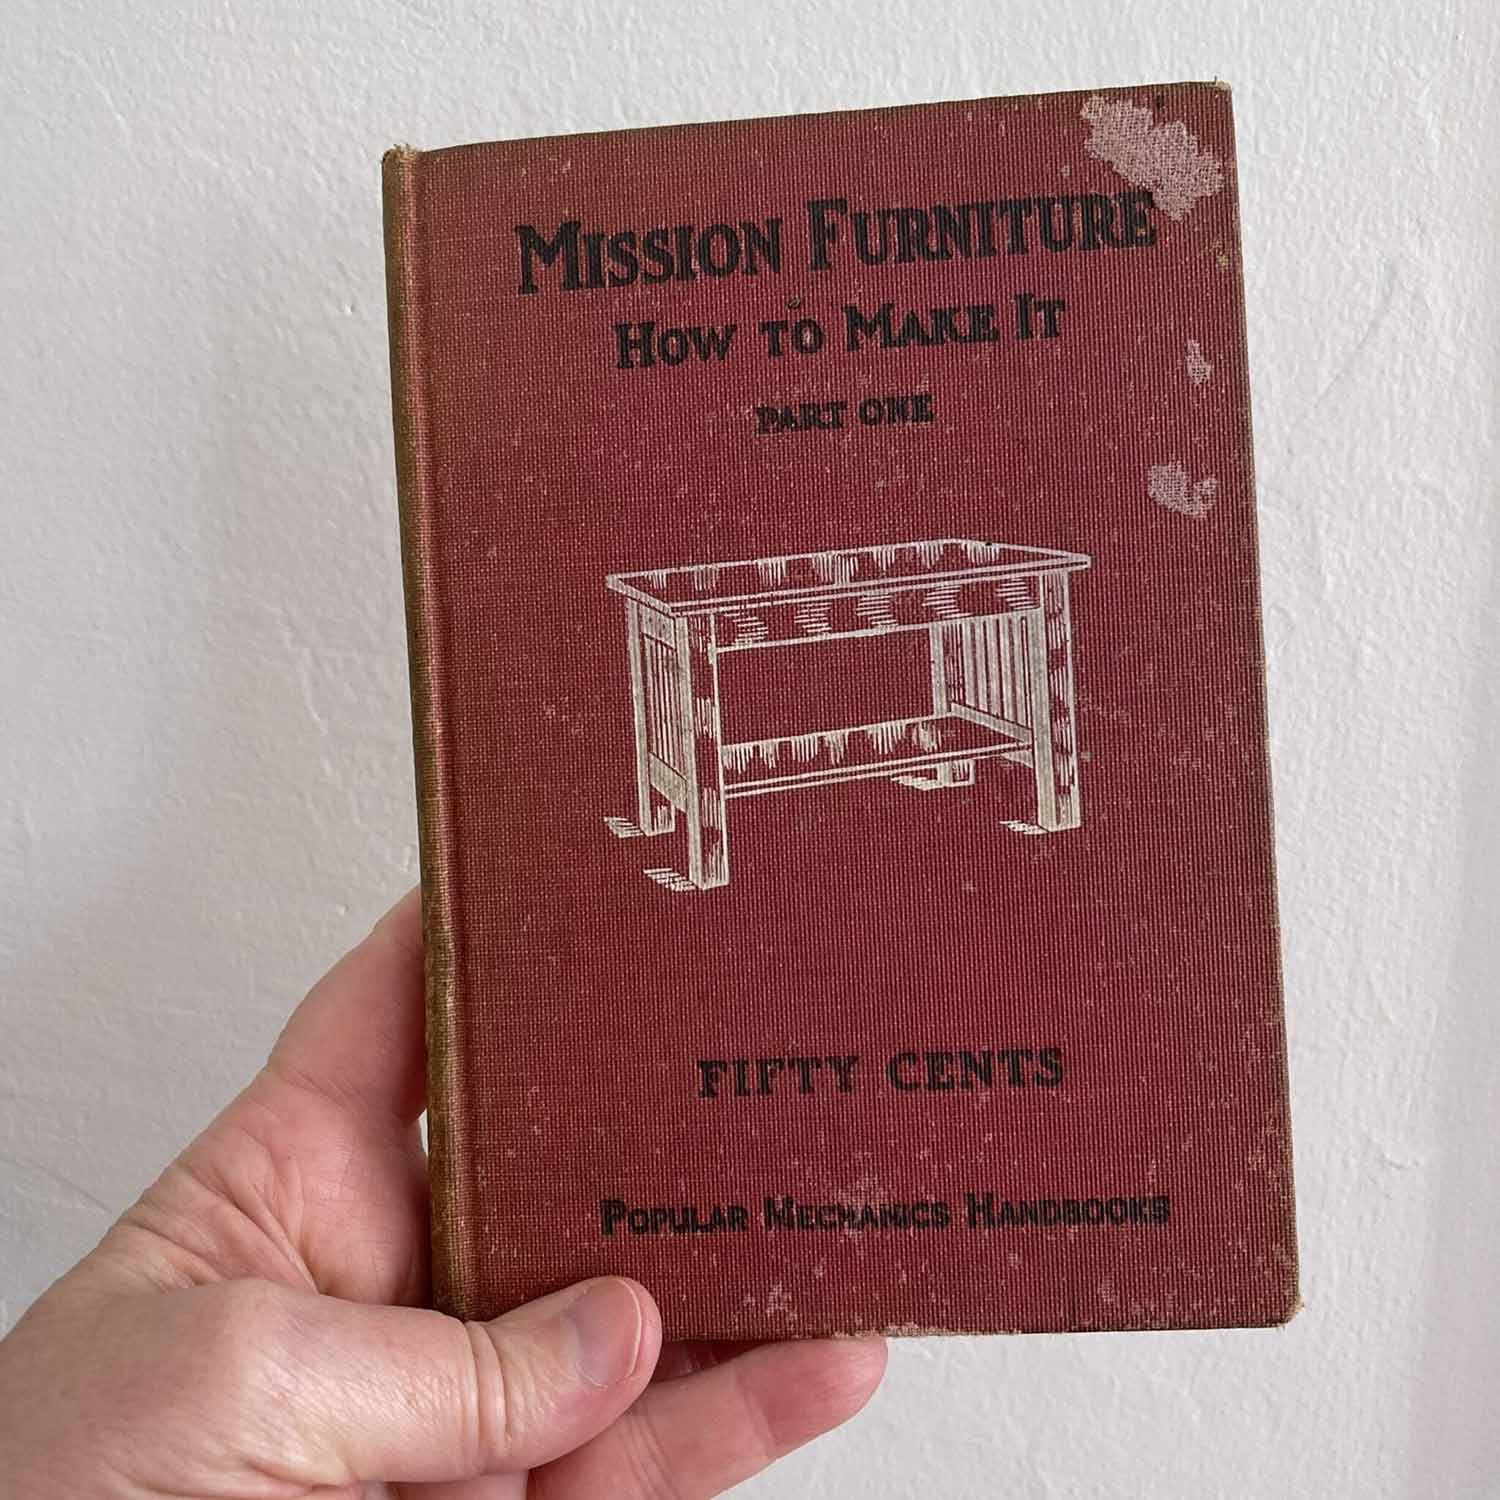 MISSION FURNITURE
HOW TO MAKE IT
PART ONE
FIFTY CENTS
POPULAR MECHANICS HANDBOOKS